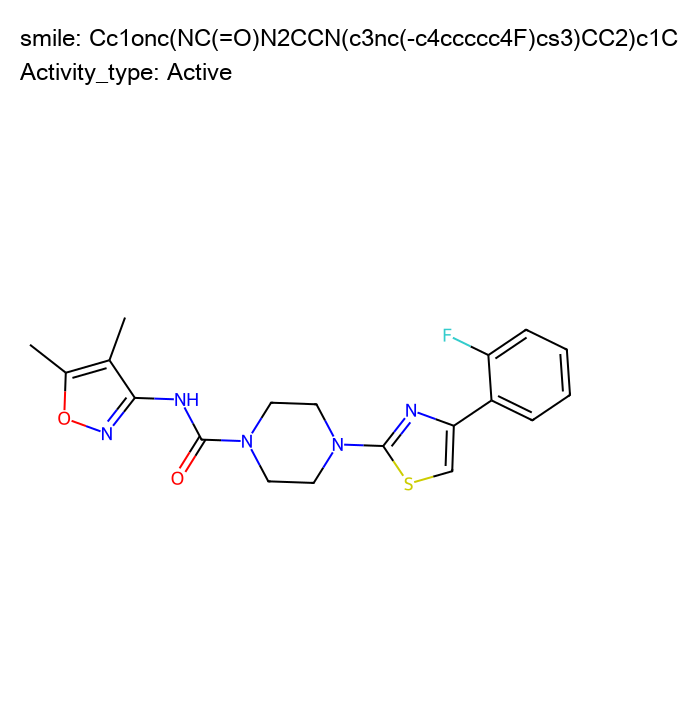 smile: Cc1onc(NC(=O)N2CCN(c3nc(-c4ccccc4F)cs3)CC2)c1C
Activity_type: Active
F
NH
N
O
N
N
N
O
S